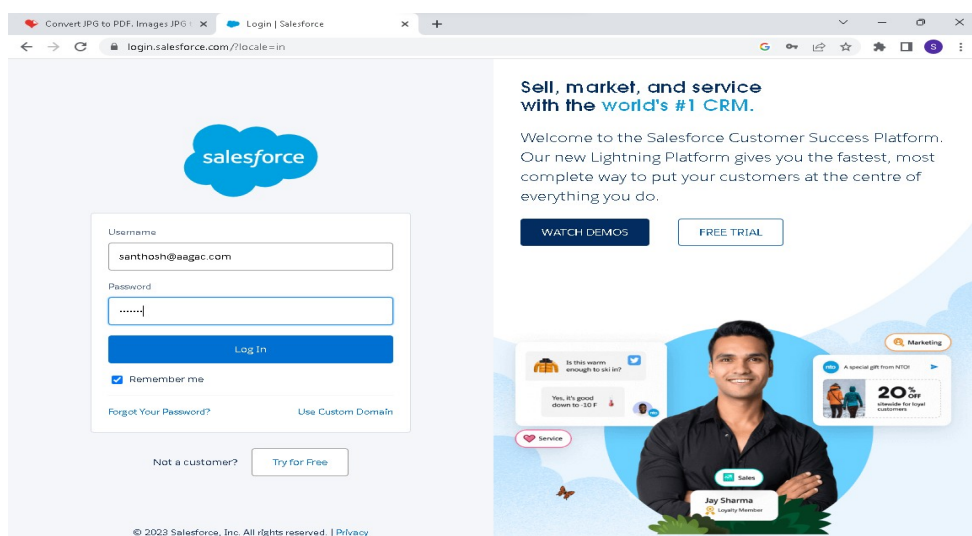 Convert JPG to PDF. Images JPG
Login | Salesforce
login.salesforce.com/?locale=in
G
S
salesforce
Username
santhosh@aagac.com
Password
·······
Log In
Remember me
Forgot Your Password?
Use Custom Domain
Not a customer?
Try for Free
© 2023 Salesforce, Inc. All rights reserved. | Privacy
Sell, market, and service
with the world's #1 CRM.
Welcome to the Salesforce Customer Success Platform.
Our new Lightning Platform gives you the fastest, most
complete way to put your customers at the centre of
everything you do.
WATCH DEMOS
FREE TRIAL
Is this warm
enough to ski in?
Yes, it's good
down to -10 F
nto
Service
Marketing
nto
A special gift from NTO!
20% OFF
sitewide for loyal
customers
Sales
Jay Sharma
Loyalty Member